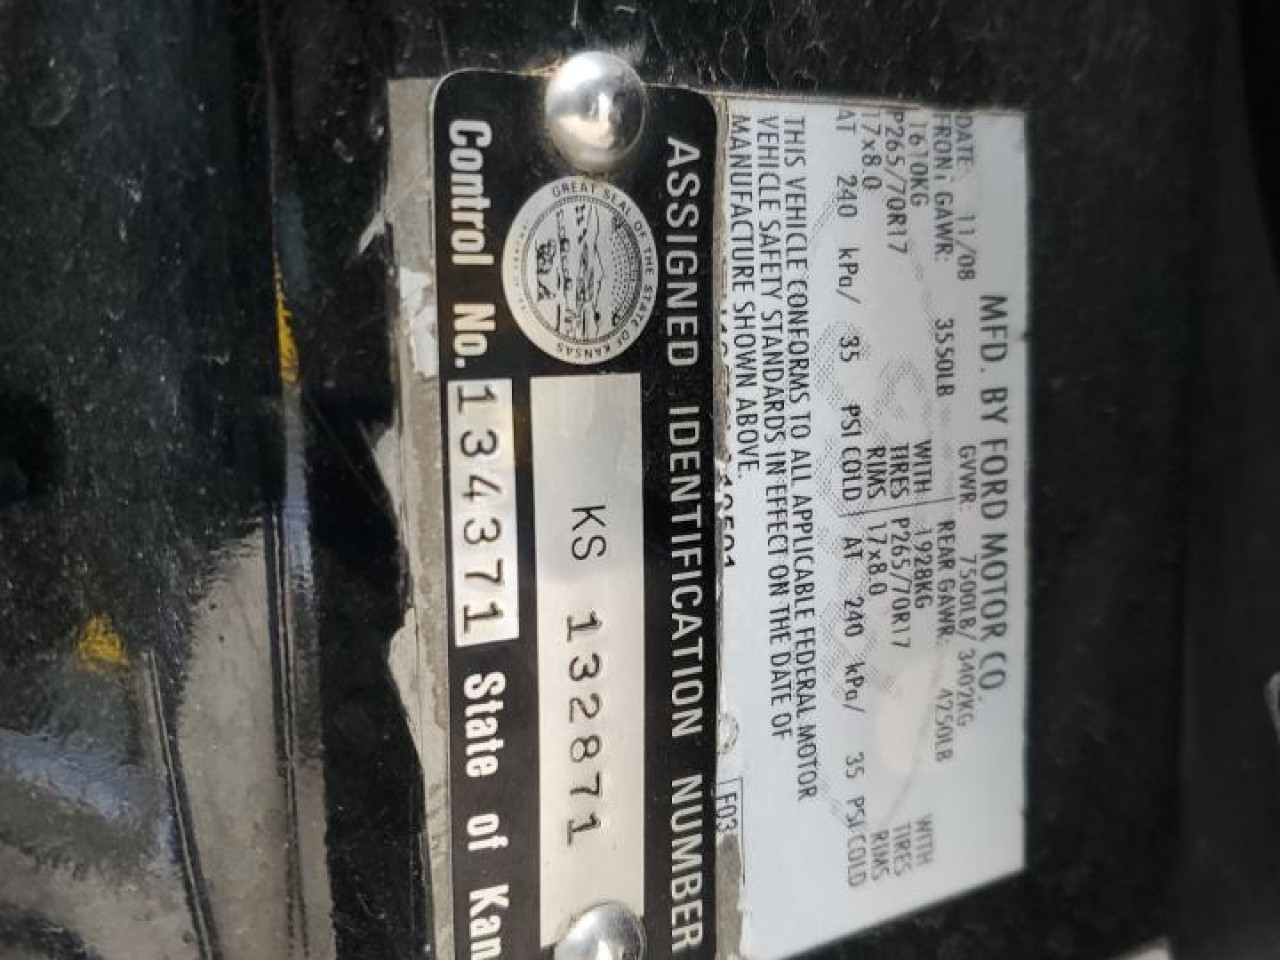 MFD. BY FORD MOTOR CO.
DATE: 11/08 GVWR: 7500LB/ 3402KG
FRONT GAWR: 3550LB REAR GAWR: 4250LB
1610KG WITH 1928KG WITH
P265/70R17 TIRES P265/70R17 TIRES
17x8.0 RIMS 17x8.0 RIMS
AT 240 kPa/ 35 PSI COLD AT 240 kPa/ 35 PSI COLD
THIS VEHICLE CONFORMS TO ALL APPLICABLE FEDERAL MOTOR
VEHICLE SAFETY STANDARDS IN EFFECT ON THE DATE OF
MANUFACTURE SHOWN ABOVE.
F03
ASSIGNED IDENTIFICATION NUMBER
GREAT SEAL OF THE STATE OF KANSAS
KS 132871
Control No. 134371 State of Kan